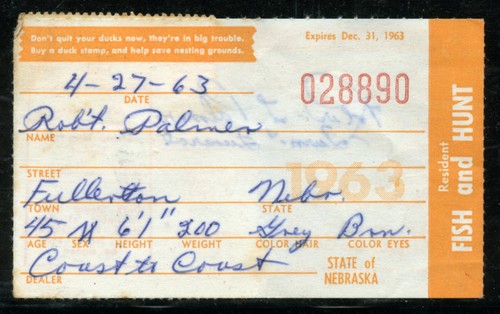 Don't quit your ducks now, they're in big trouble.
Buy a duck stamp, and help save nesting grounds.
Expires Dec. 31, 1963
4-27-63
DATE
028890
Rob't. Palmer
NAME
STREET
1963
Fullerton Nebr.
TOWN STATE
45 M 6'1" 200 Grey Brn.
AGE SEX HEIGHT WEIGHT COLOR HAIR COLOR EYES
Coast to Coast
DEALER
STATE of
NEBRASKA
Resident
FISH and HUNT